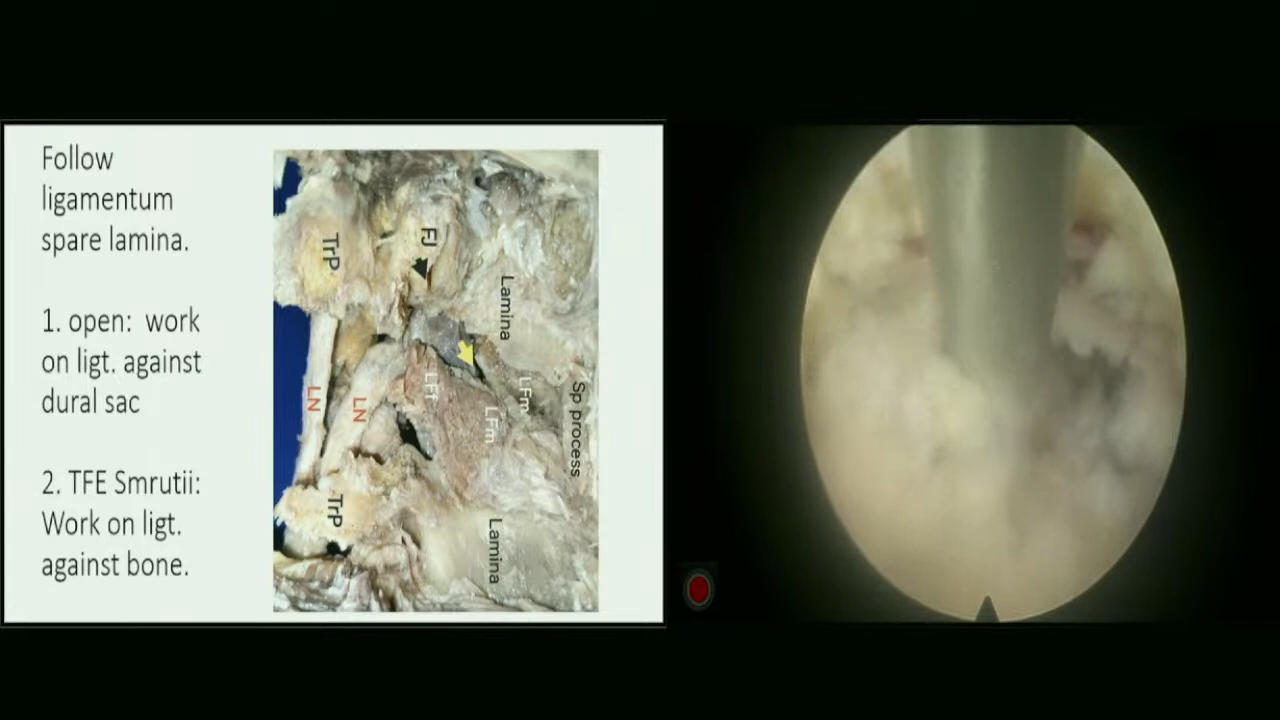 Follow
ligamentum
spare lamina.
1. open: work
on ligt. against
dural sac
2. TFE Smrutii:
Work on ligt.
against bone.
TrP
FJ
Lamina
LN
LN
LFf
LFm
LFm
Sp process
TrP
Lamina